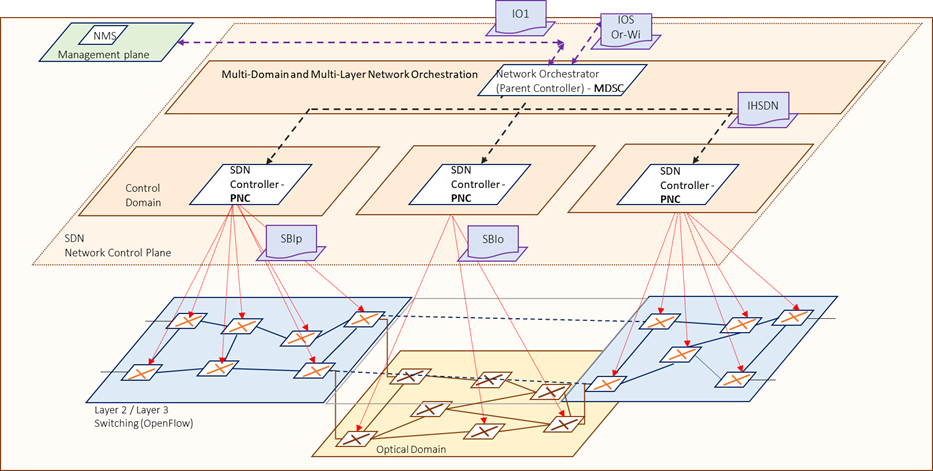 IO1
IOS
Or-Wi
NMS
Management plane
Multi-Domain and Multi-Layer Network Orchestration
Network Orchestrator
(Parent Controller) - MDSC
IHSDN
SDN
Controller -
PNC
SDN
Controller -
PNC
SDN
Controller -
PNC
Control
Domain
SDN
Network Control Plane
SBIp
SBIo
Layer 2 / Layer 3
Switching (OpenFlow)
Optical Domain